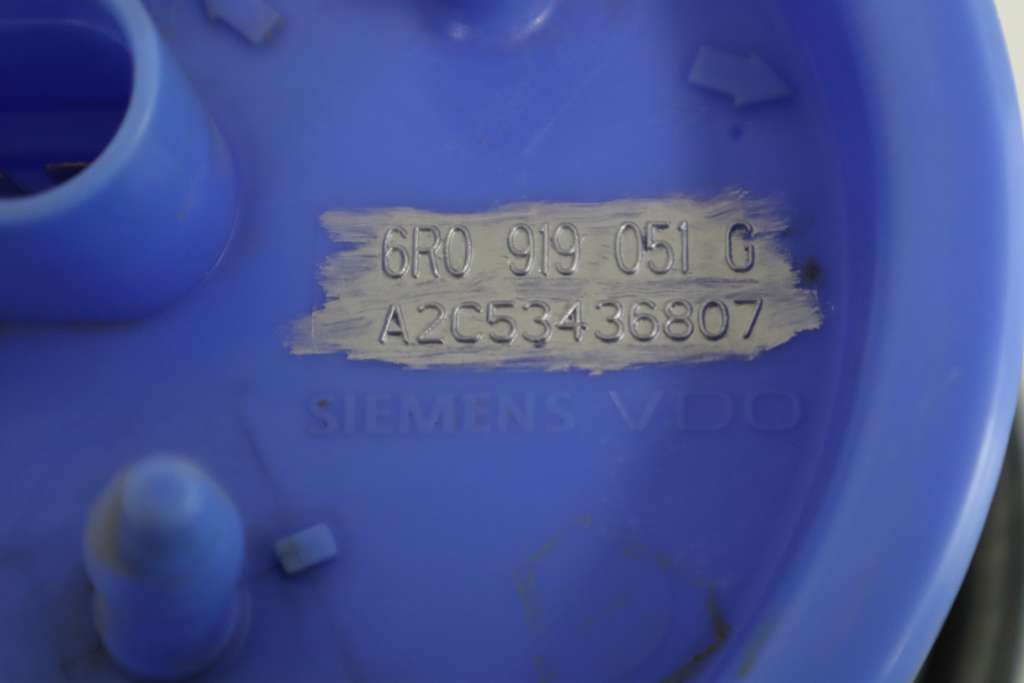 6R0 919 051 G
A2C53436807
SIEMENS VDO